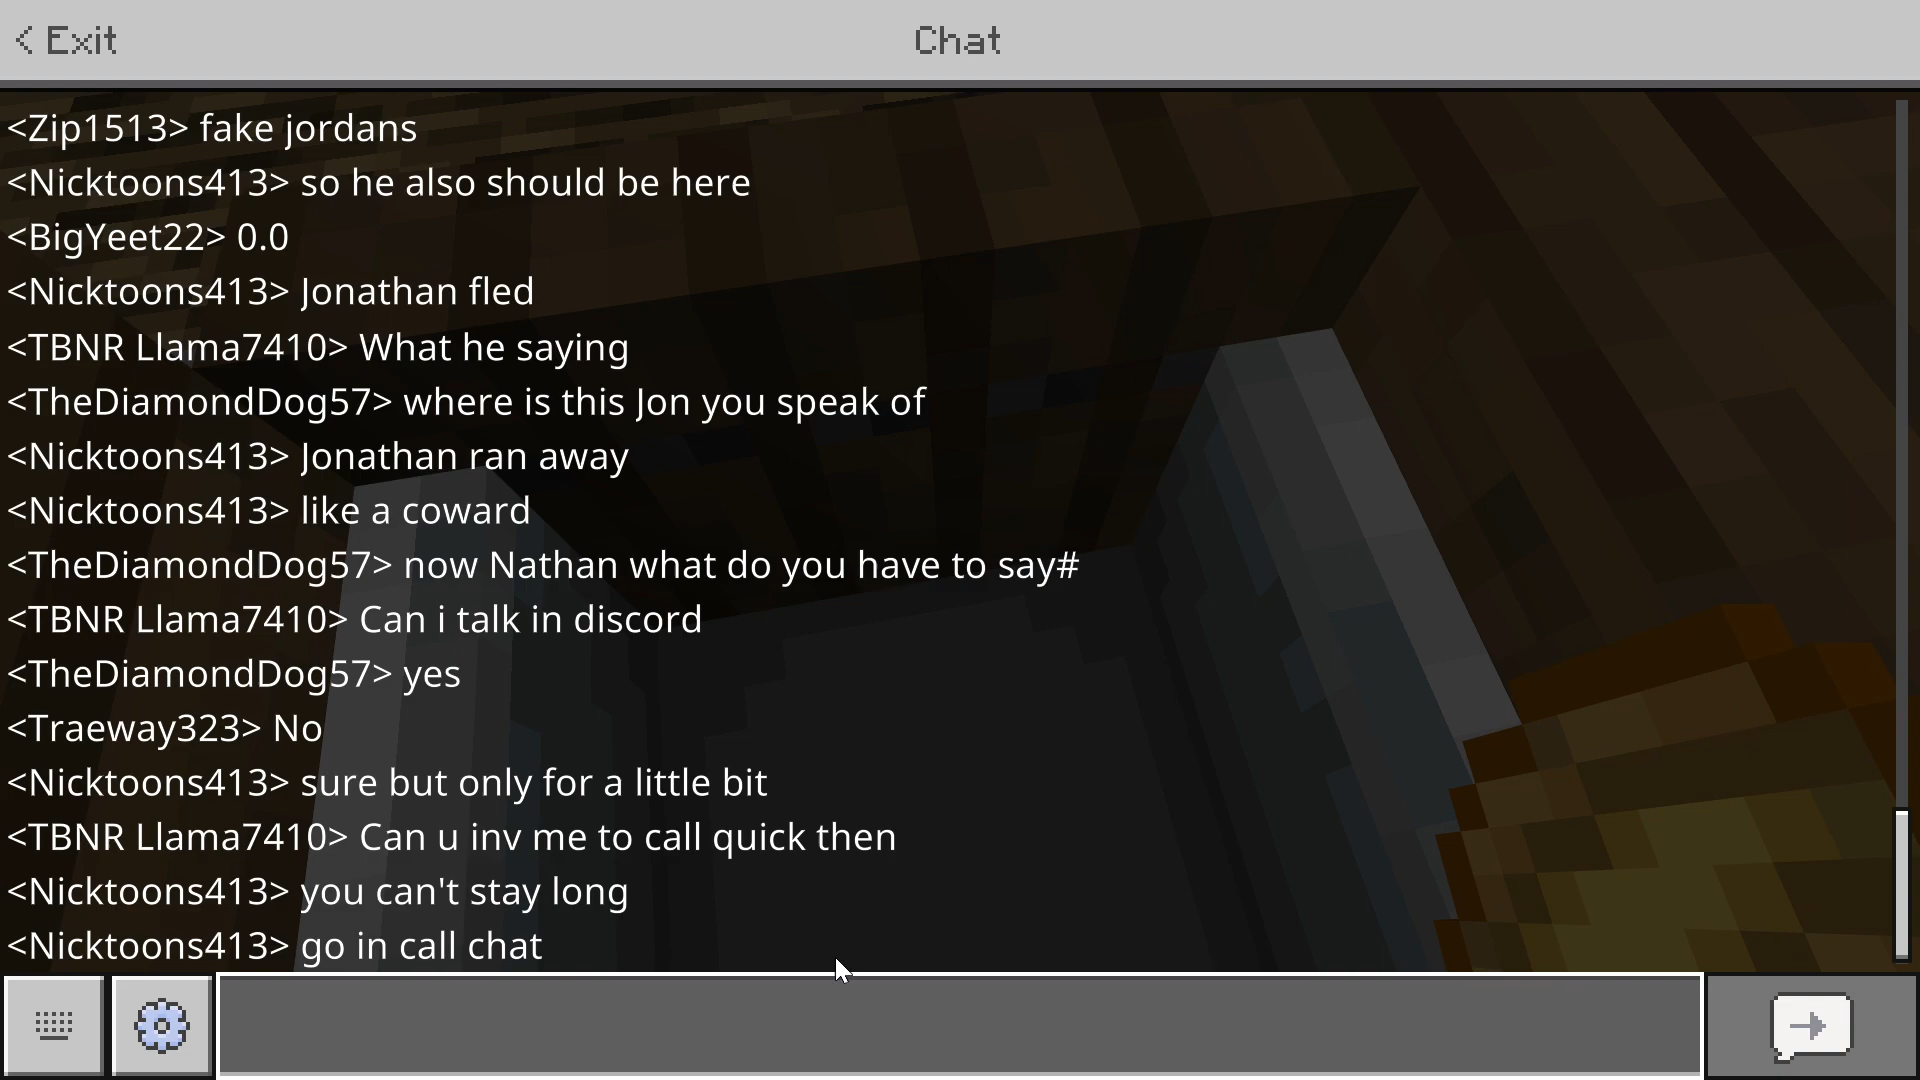 < Exit
Chat
<Zip1513> fake jordans
<Nicktoons413> so he also should be here
<BigYeet22> 0.0
<Nicktoons413> Jonathan fled
<TBNR Llama7410> What he saying
<TheDiamondDog57> where is this Jon you speak of
<Nicktoons413> Jonathan ran away
<Nicktoons413> like a coward
<TheDiamondDog57> now Nathan what do you have to say#
<TBNR Llama7410> Can i talk in discord
<TheDiamondDog57> yes
<Traeway323> No
<Nicktoons413> sure but only for a little bit
<TBNR Llama7410> Can u inv me to call quick then
<Nicktoons413> you can't stay long
<Nicktoons413> go in call chat